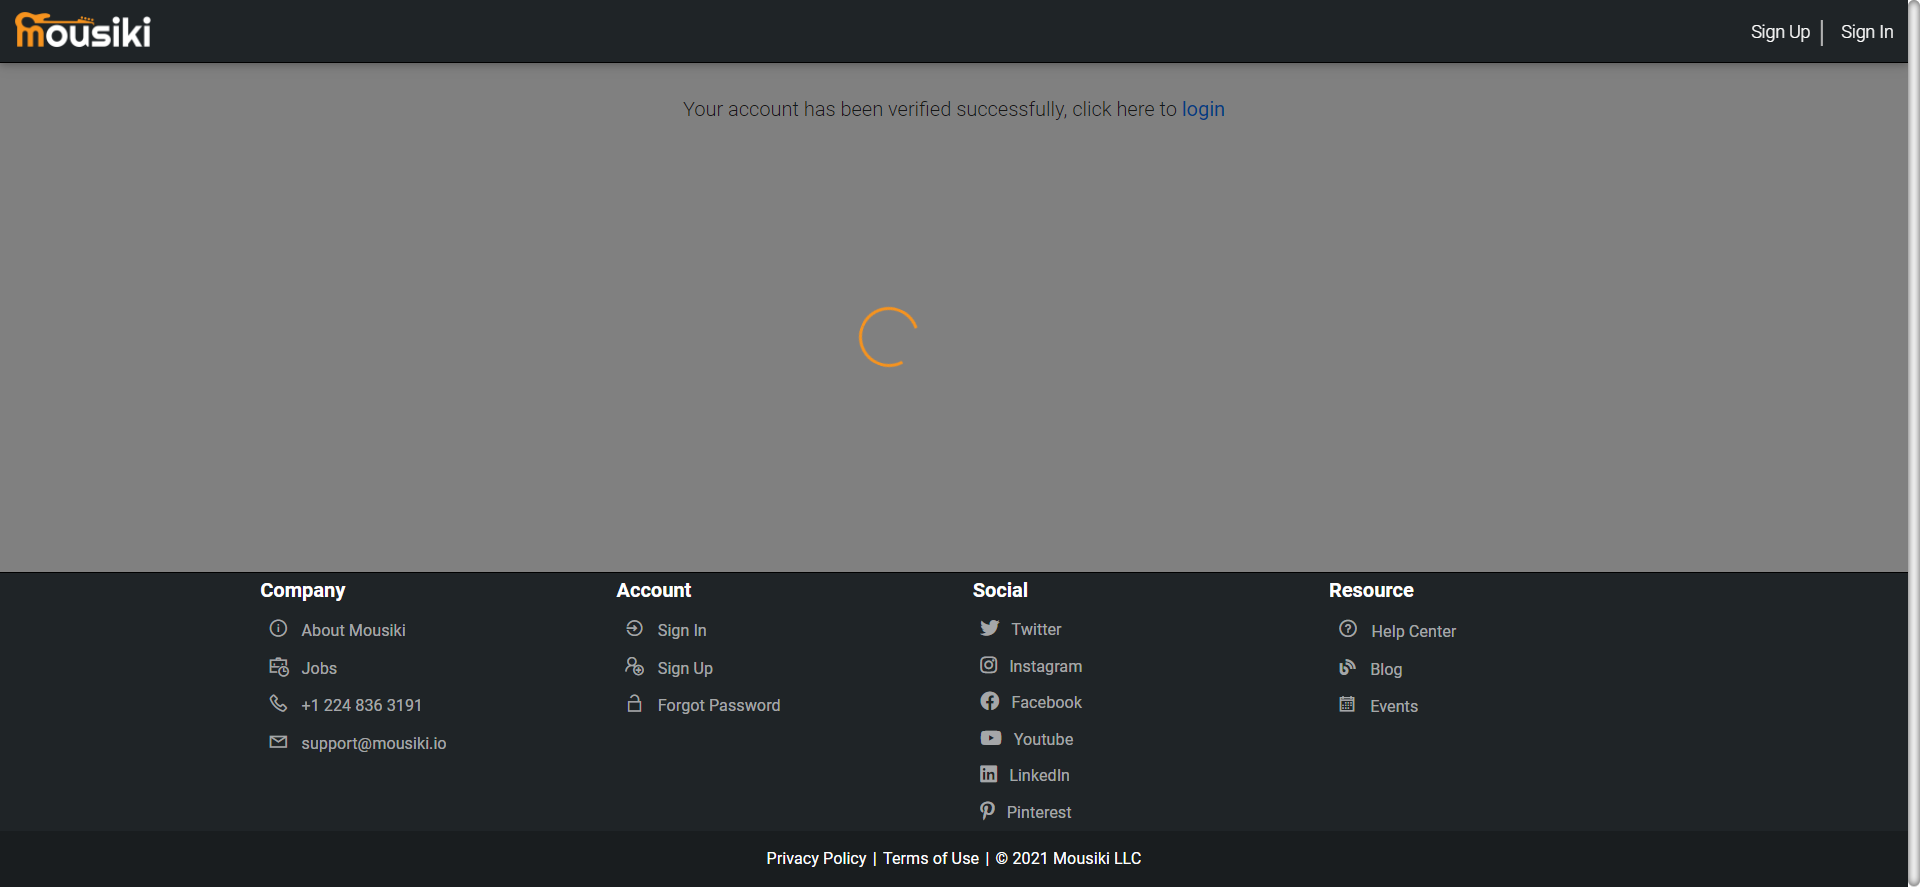 mousiki
Sign Up | Sign In
Your account has been verified successfully, click here to login
Company
About Mousiki
Jobs
+1 224 836 3191
support@mousiki.io
Account
Sign In
Sign Up
Forgot Password
Social
Twitter
Instagram
Facebook
Youtube
LinkedIn
Pinterest
Resource
Help Center
Blog
Events
Privacy Policy | Terms of Use | © 2021 Mousiki LLC